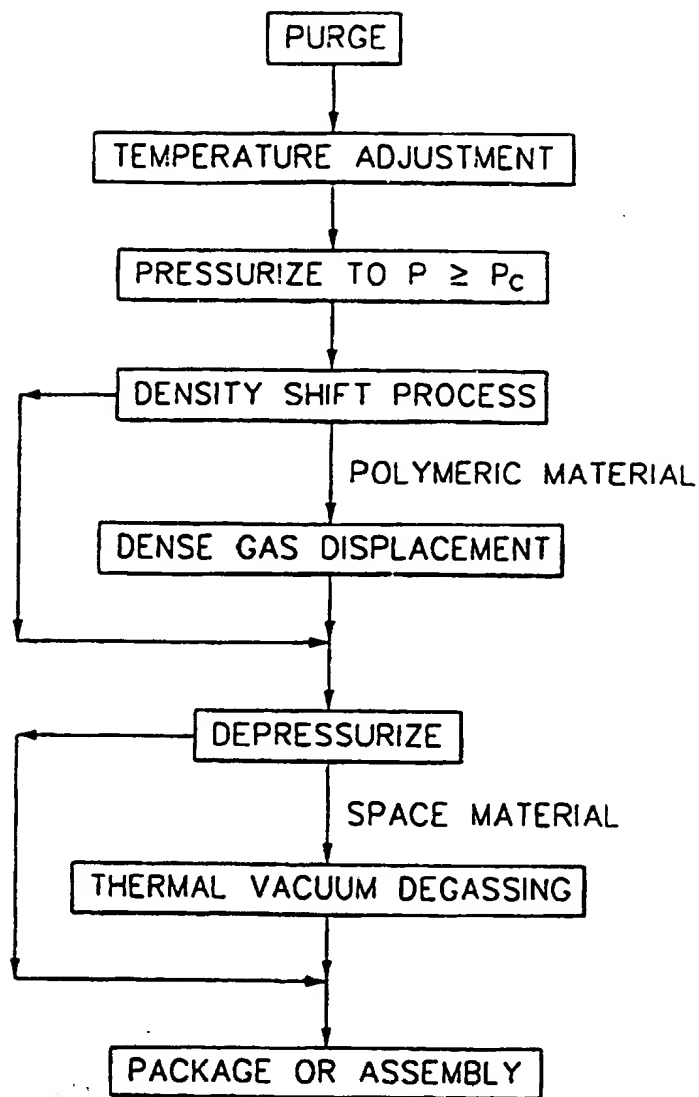 PURGE
TEMPERATURE ADJUSTMENT
PRESSURIZE TO P ≥ Pc
DENSITY SHIFT PROCESS
POLYMERIC MATERIAL
DENSE GAS DISPLACEMENT
DEPRESSURIZE
SPACE MATERIAL
THERMAL VACUUM DEGASSING
PACKAGE OR ASSEMBLY